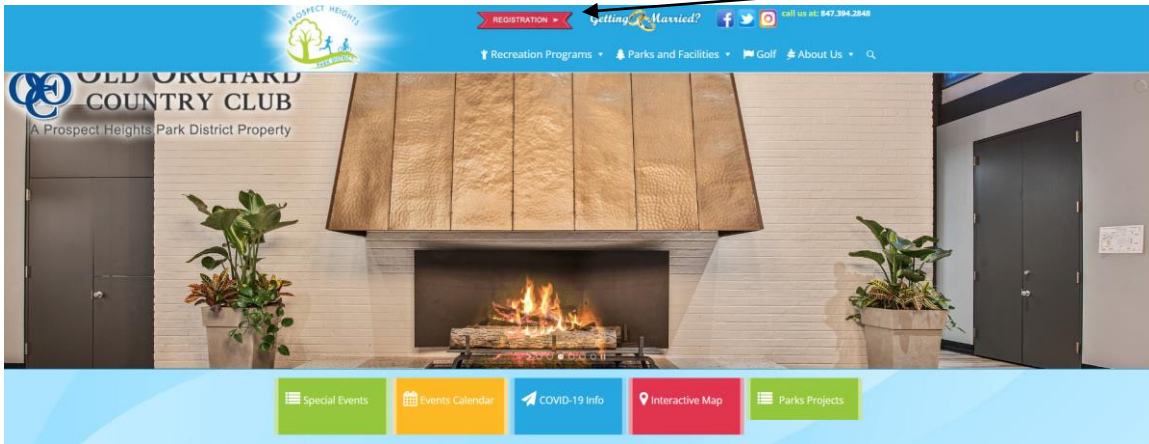 PROSPECT HEIGHTS
PARK DISTRICT
REGISTRATION
Getting Married?
call us at: 847.394.2848
Recreation Programs
Parks and Facilities
Golf
About Us
OLD ORCHARD
COUNTRY CLUB
A Prospect Heights Park District Property
Special Events
Events Calendar
COVID-19 Info
Interactive Map
Parks Projects